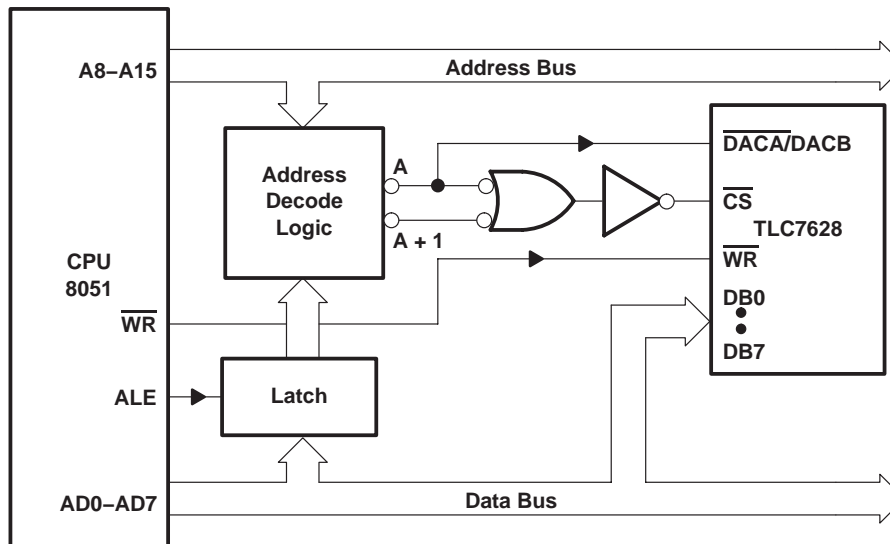 A8–A15
Address Bus
Address
Decode
Logic
A
A + 1
DACA/DACB
CS
TLC7628
WR
DB0
DB7
CPU
8051
WR
ALE
Latch
AD0–AD7
Data Bus